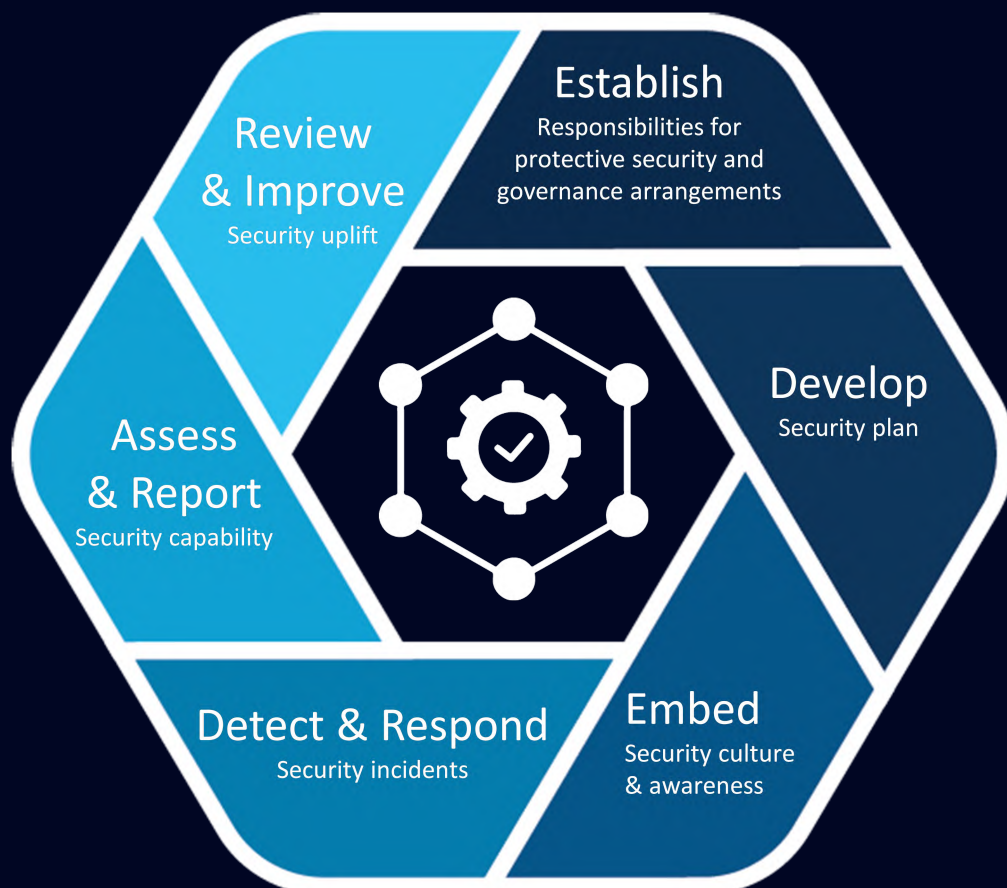 Establish
Responsibilities for
protective security and
governance arrangements
Develop
Security plan
Embed
Security culture
& awareness
Detect & Respond
Security incidents
Assess
& Report
Security capability
Review
& Improve
Security uplift